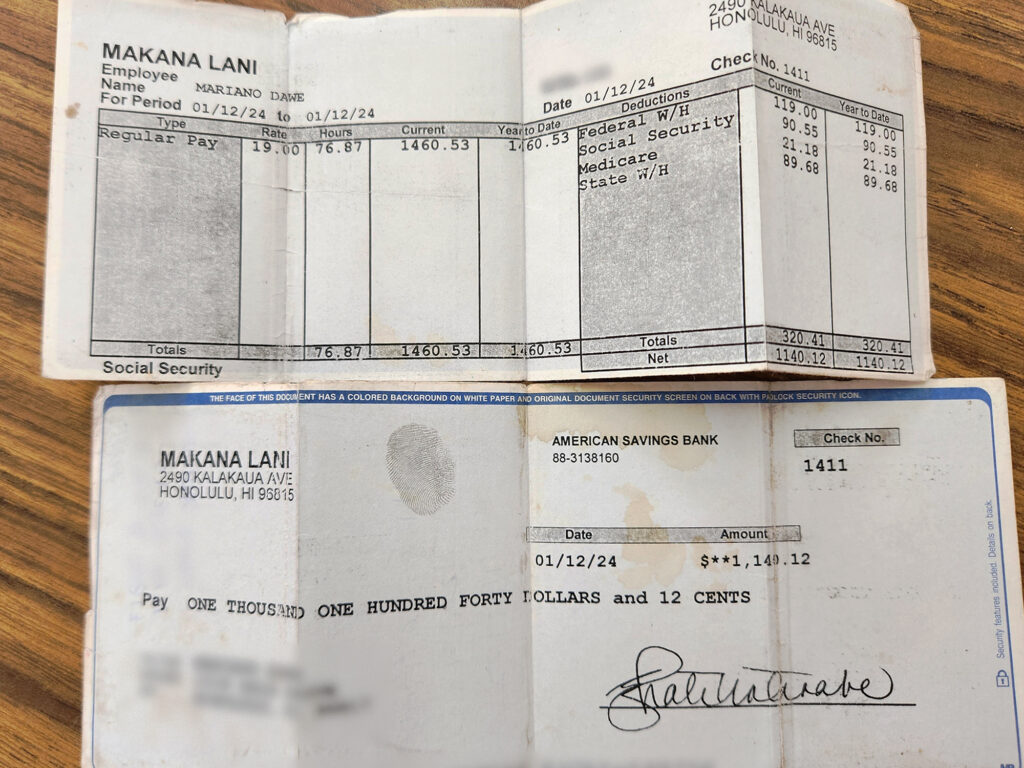 MAKANA LANI
2490 KALAKAUA AVE
HONOLULU, HI 96815
Employee
Name MARIANO DAWE
For Period 01/12/24 to 01/12/24
Date 01/12/24
Check No. 1411
Type Rate Hours Current Year to Date Deductions Current Year to Date
Regular Pay 19.00 76.87 1460.53 1460.53 Federal W/H 119.00 119.00
Social Security 90.55 90.55
Medicare 21.18 21.18
State W/H 89.68 89.68
Totals 76.87 1460.53 1460.53 Totals 320.41 320.41
Net 1140.12 1140.12
Social Security
THE FACE OF THIS DOCUMENT HAS A COLORED BACKGROUND ON WHITE PAPER AND ORIGINAL DOCUMENT SECURITY SCREEN ON BACK WITH PADLOCK SECURITY ICON.
MAKANA LANI
2490 KALAKAUA AVE
HONOLULU, HI 96815
AMERICAN SAVINGS BANK
88-3138160
Check No.
1411
Date Amount
01/12/24 $**1,140.12
Pay ONE THOUSAND ONE HUNDRED FORTY DOLLARS and 12 CENTS
Security features included. Details on back.